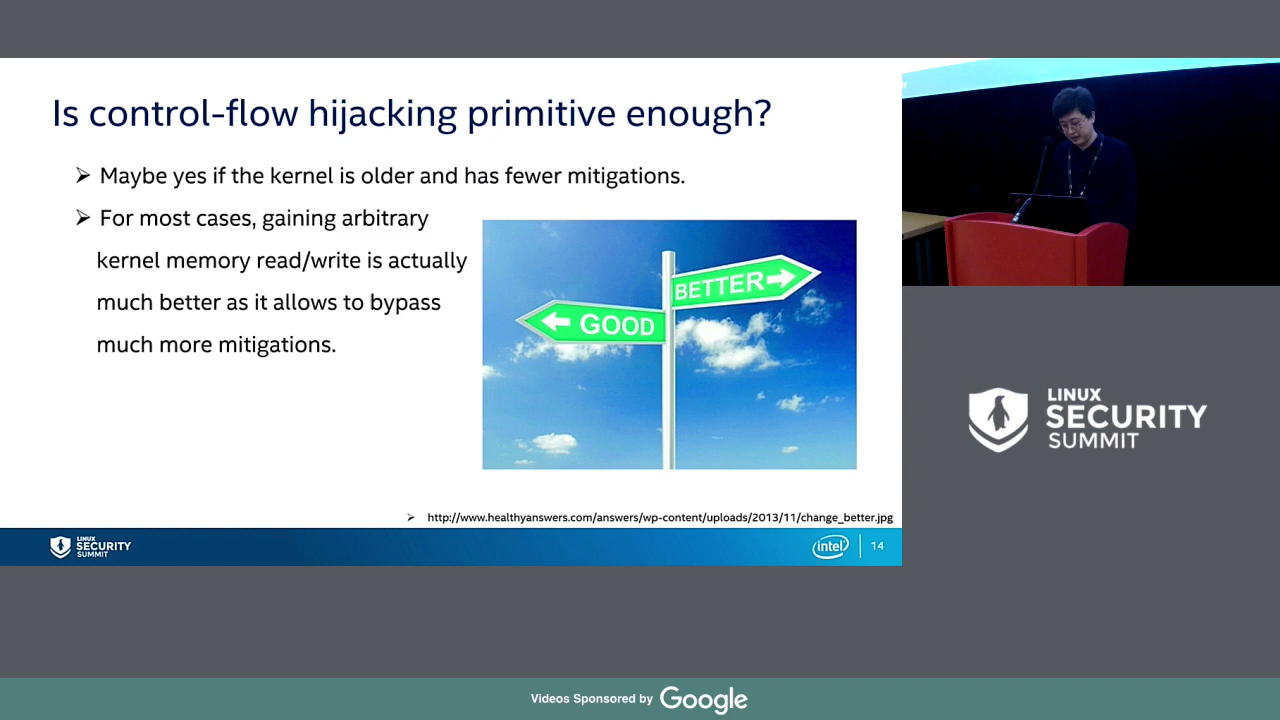 Is control-flow hijacking primitive enough?
Maybe yes if the kernel is older and has fewer mitigations.
For most cases, gaining arbitrary
kernel memory read/write is actually
much better as it allows to bypass
much more mitigations.
BETTER
GOOD
http://www.healthyanswers.com/answers/wp-content/uploads/2013/11/change_better.jpg
LINUX
SECURITY
SUMMIT
intel
14
LINUX
SECURITY
SUMMIT
Videos Sponsored by Google